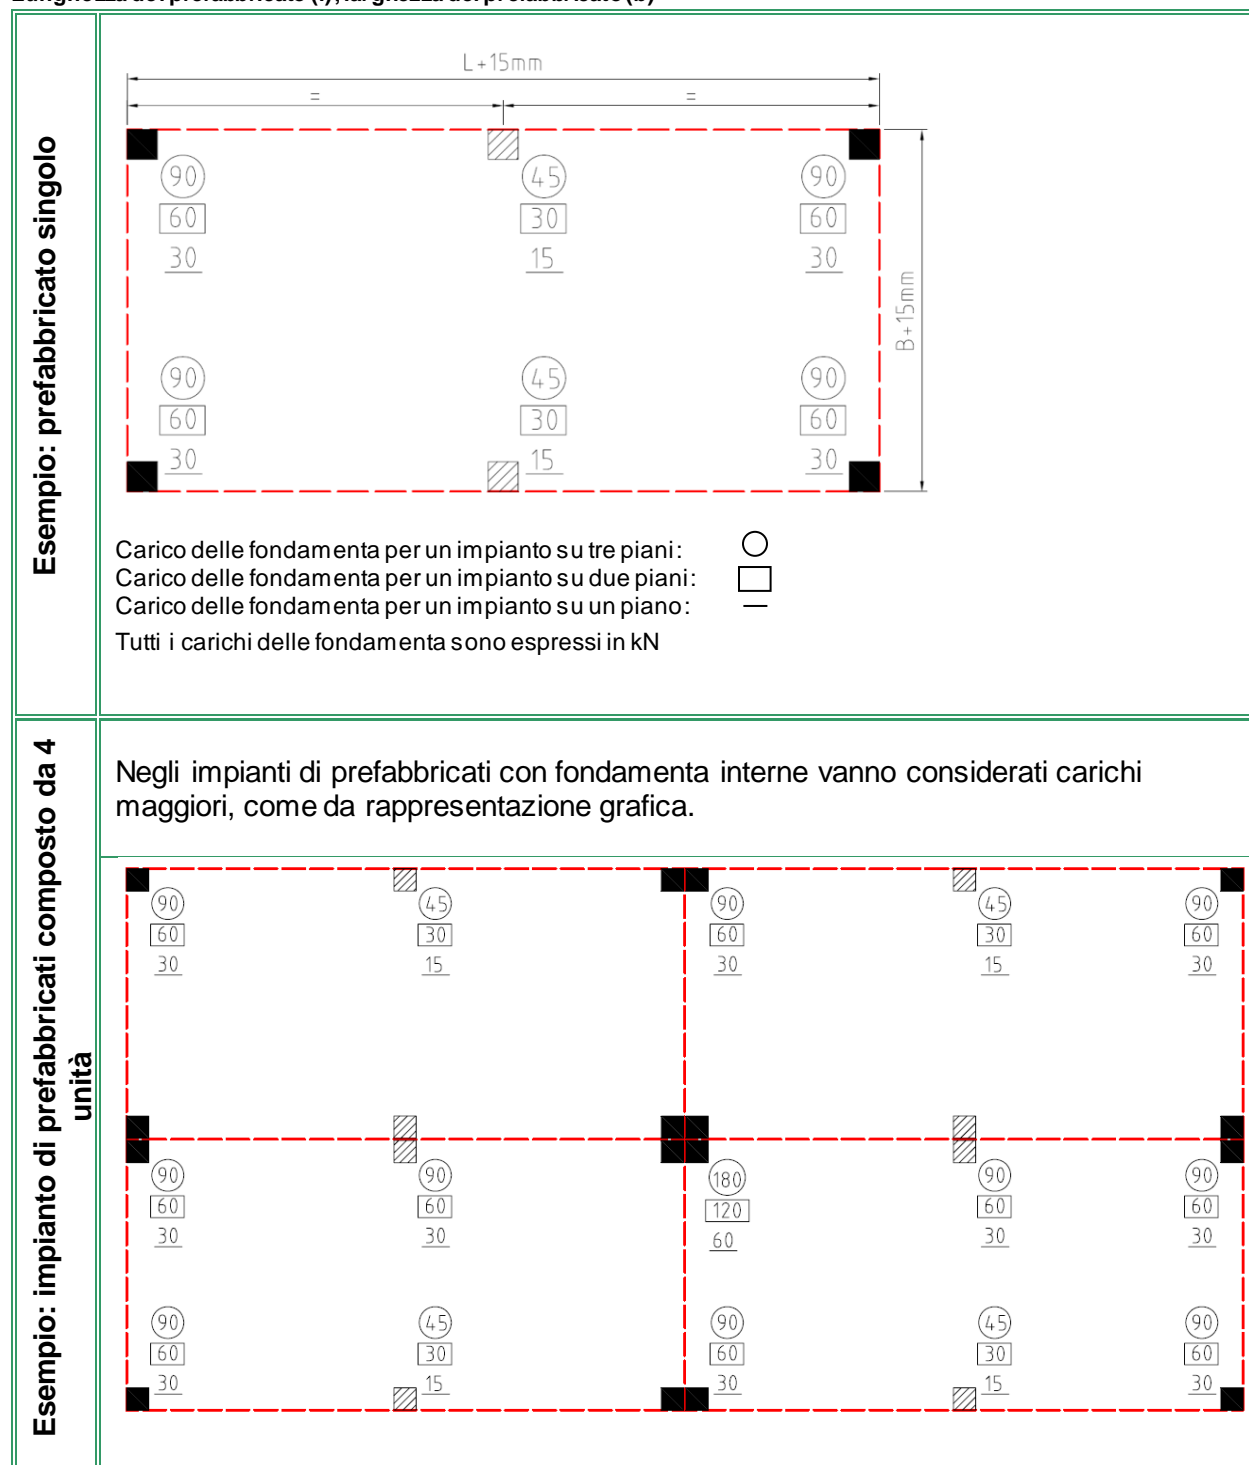 Lunghezza del prefabbricato (l), larghezza del prefabbricato (b)
Esempio: prefabbricato singolo
L+15mm
= =
90 45 90
60 30 60
30 15 30
B+15mm
90 45 90
60 30 60
30 15 30
Carico delle fondamenta per un impianto su tre piani:
Carico delle fondamenta per un impianto su due piani:
Carico delle fondamenta per un impianto su un piano:
Tutti i carichi delle fondamenta sono espressi in kN
Esempio: impianto di prefabbricati composto da 4
unità
Negli impianti di prefabbricati con fondamenta interne vanno considerati carichi
maggiori, come da rappresentazione grafica.
90 45 90 45 90
60 30 60 30 60
30 15 30 15 30
90 90 180 90 90
60 60 120 60 60
30 30 60 30 30
90 45 90 45 90
60 30 60 30 60
30 15 30 15 30